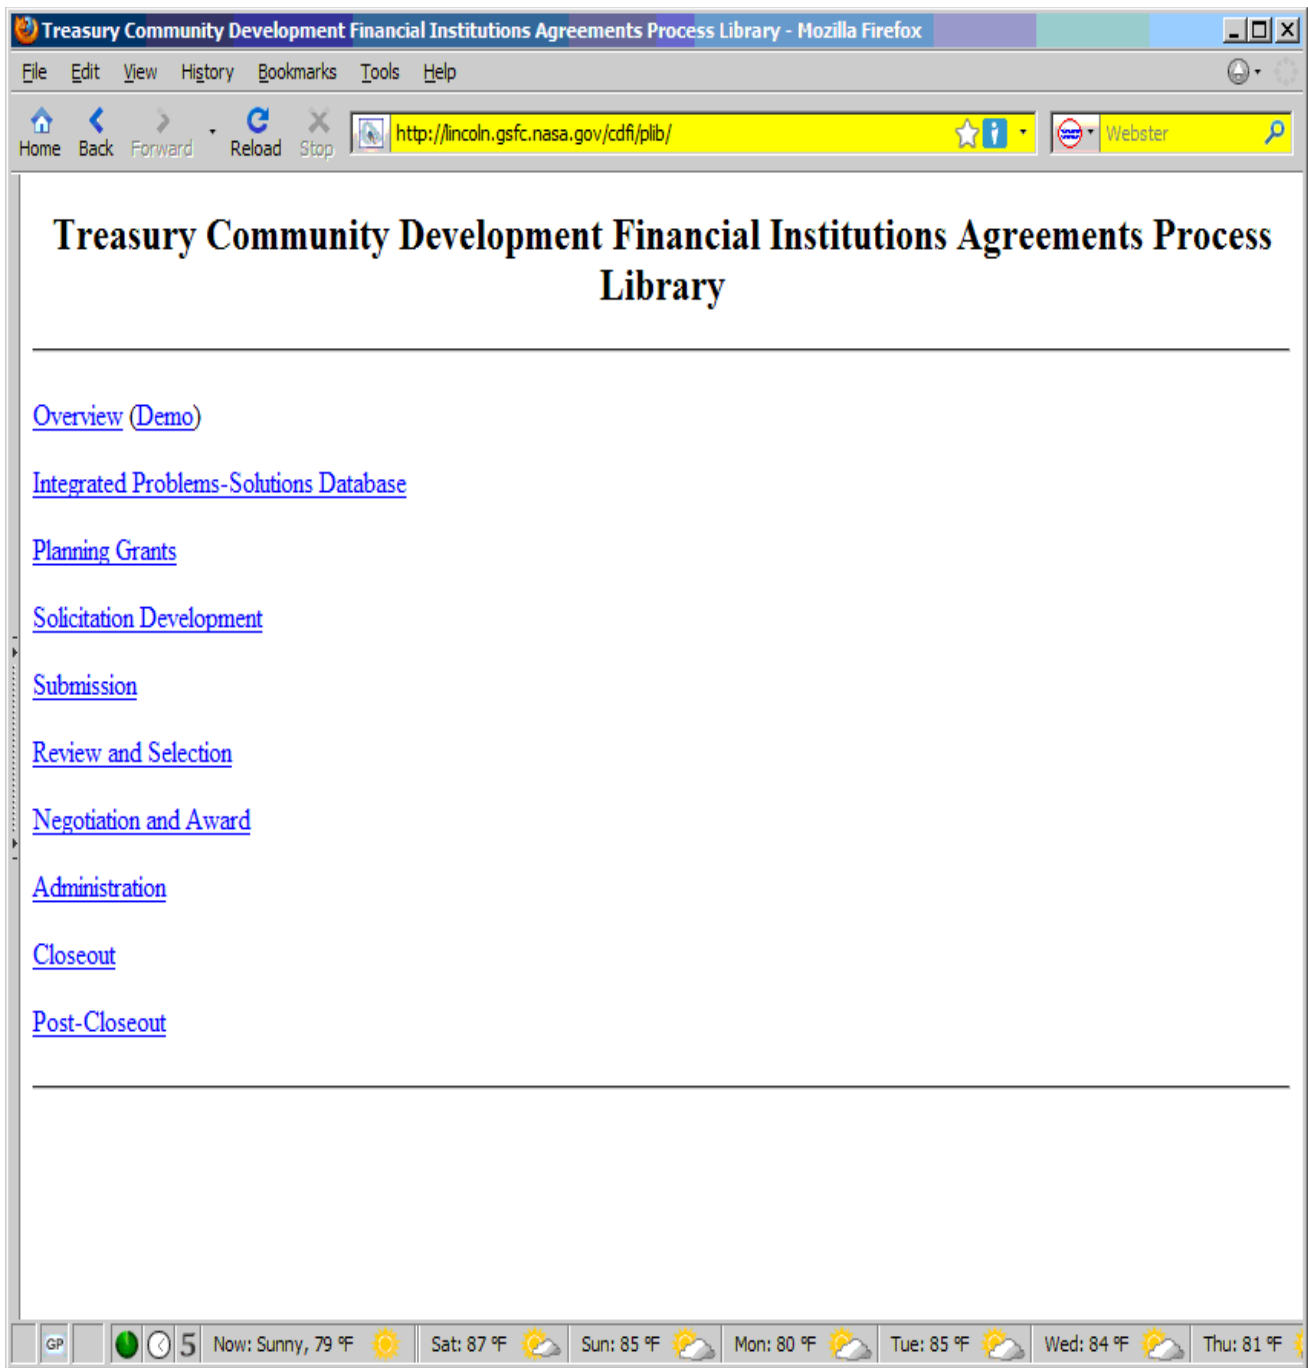 Treasury Community Development Financial Institutions Agreements Process Library - Mozilla Firefox
File Edit View History Bookmarks Tools Help
Home Back Forward Reload Stop http://lincoln.gsfc.nasa.gov/cdfi/plib/ Webster
Treasury Community Development Financial Institutions Agreements Process
Library
Overview (Demo)
Integrated Problems-Solutions Database
Planning Grants
Solicitation Development
Submission
Review and Selection
Negotiation and Award
Administration
Closeout
Post-Closeout
GP 5 Now: Sunny, 79 °F Sat: 87 °F Sun: 85 °F Mon: 80 °F Tue: 85 °F Wed: 84 °F Thu: 81 °F